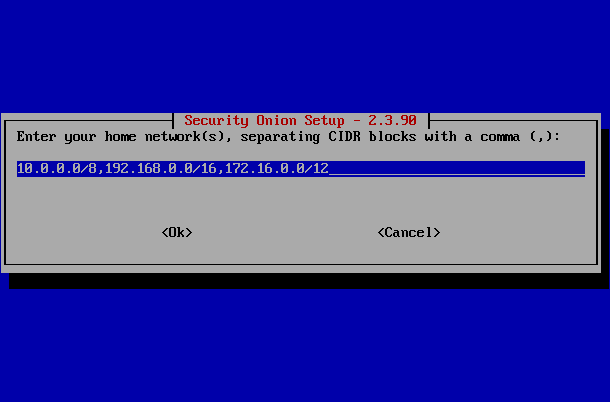 Security Onion Setup - 2.3.90
Enter your home network(s), separating CIDR blocks with a comma (,):
10.0.0.0/8,192.168.0.0/16,172.16.0.0/12
<Ok> <Cancel>